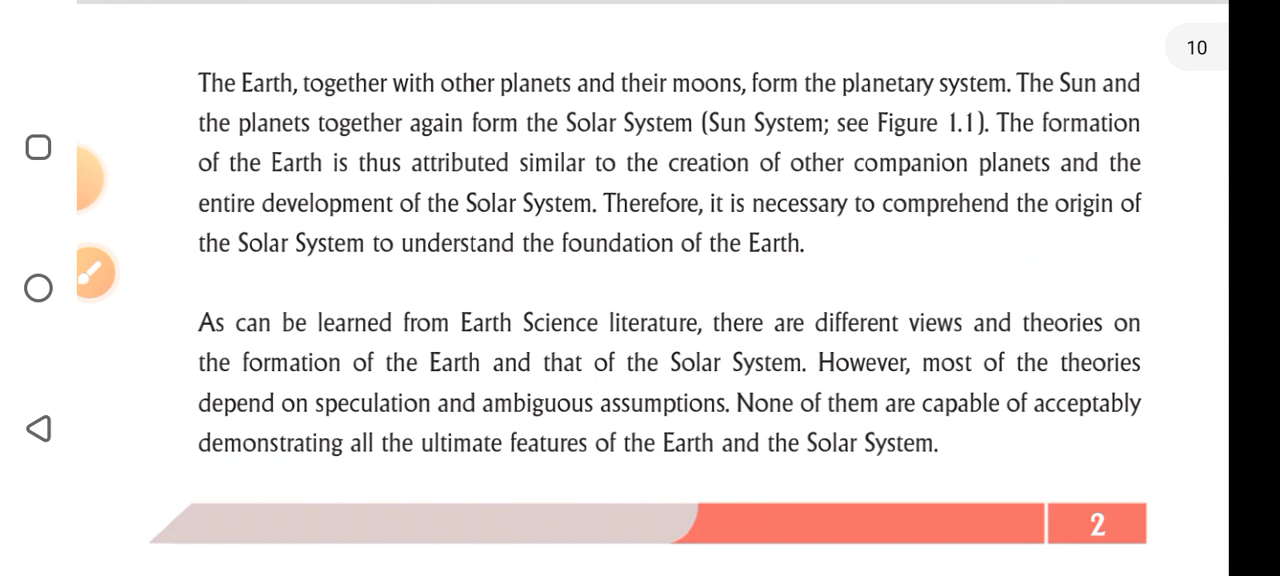 10
The Earth, together with other planets and their moons, form the planetary system. The Sun and
the planets together again form the Solar System (Sun System; see Figure 1.1). The formation
of the Earth is thus attributed similar to the creation of other companion planets and the
entire development of the Solar System. Therefore, it is necessary to comprehend the origin of
the Solar System to understand the foundation of the Earth.
As can be learned from Earth Science literature, there are different views and theories on
the formation of the Earth and that of the Solar System. However, most of the theories
depend on speculation and ambiguous assumptions. None of them are capable of acceptably
demonstrating all the ultimate features of the Earth and the Solar System.
2